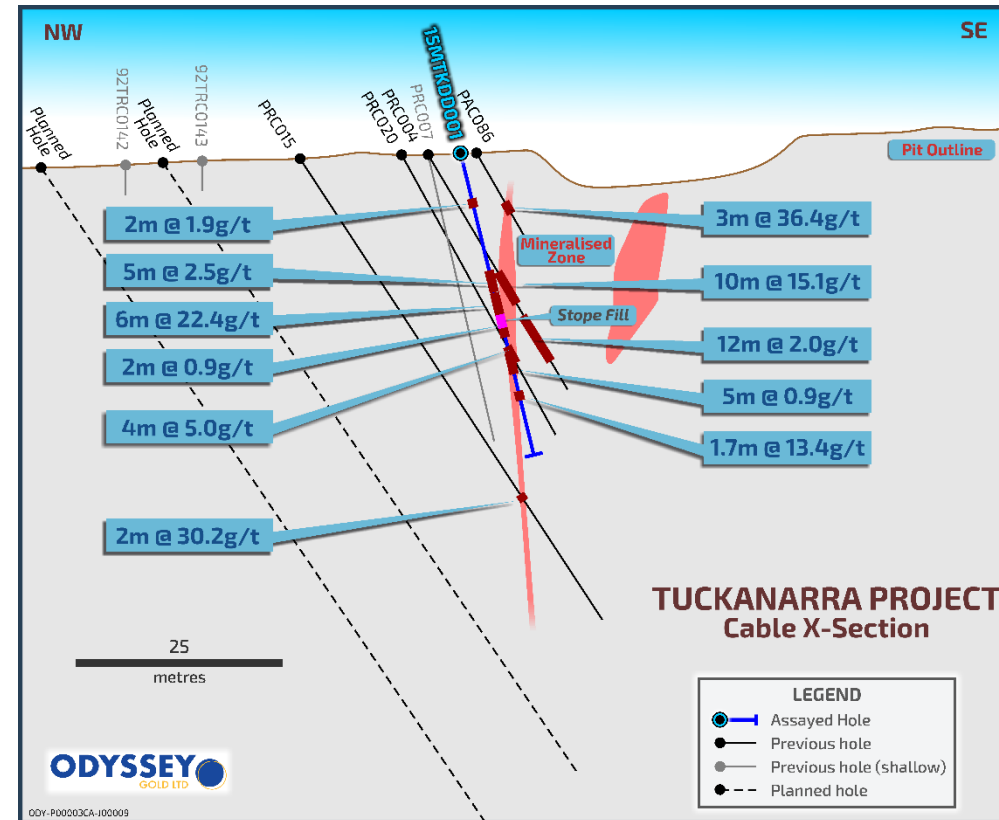 NW
SE
Planned
Hole
92TRC0142
Planned
Hole
92TRC0143
PRC015
PRC020
PRC004
PRC007
15MTKDD001
PAC086
Pit Outline
2m @ 1.9g/t
5m @ 2.5g/t
6m @ 22.4g/t
2m @ 0.9g/t
4m @ 5.0g/t
2m @ 30.2g/t
Mineralised
Zone
Stope Fill
3m @ 36.4g/t
10m @ 15.1g/t
12m @ 2.0g/t
5m @ 0.9g/t
1.7m @ 13.4g/t
TUCKANARRA PROJECT
Cable X-Section
25
metres
LEGEND
Assayed Hole
Previous hole
Previous hole (shallow)
Planned hole
ODYSSEY
GOLD LTD
ODY-P00003CA-J00009